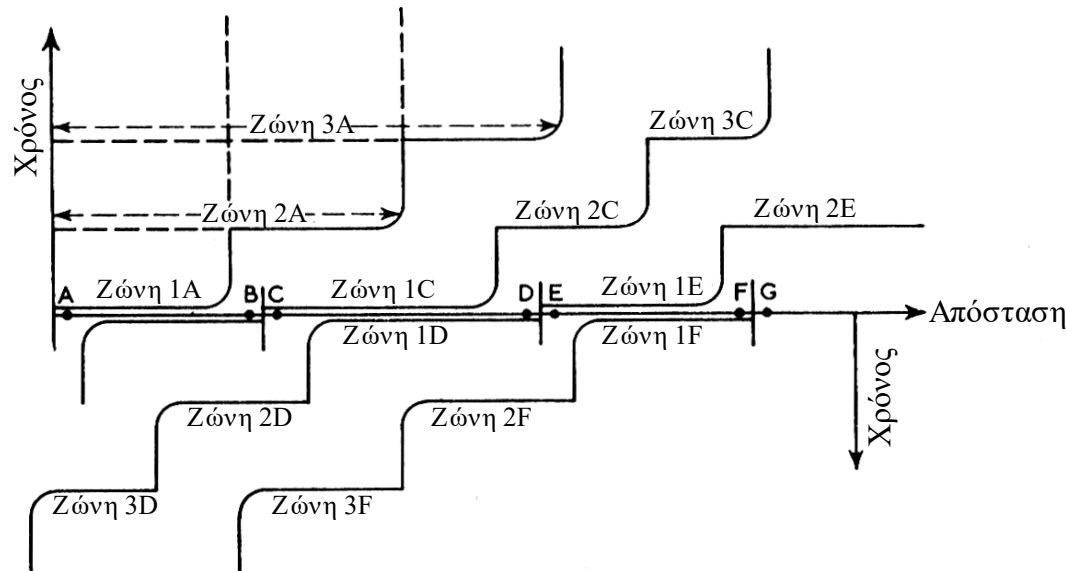 Χρόνος
Ζώνη 3A
Ζώνη 3C
Ζώνη 2A
Ζώνη 2C
Ζώνη 2E
A
Ζώνη 1A
B
C
Ζώνη 1C
D
E
Ζώνη 1E
F
G
Απόσταση
Ζώνη 1D
Ζώνη 1F
Χρόνος
Ζώνη 2D
Ζώνη 2F
Ζώνη 3D
Ζώνη 3F